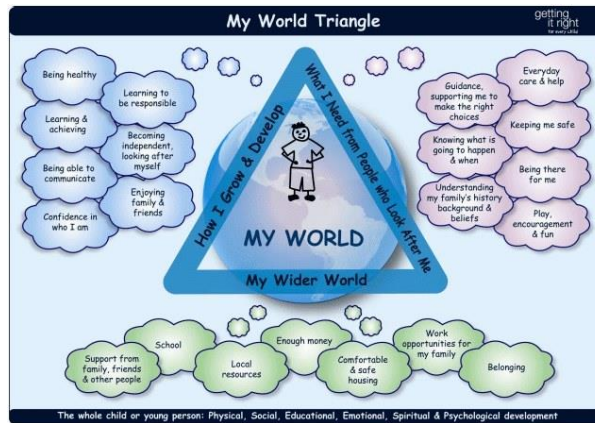 My World Triangle
getting
it right
for every child
Being healthy
Learning to
be responsible
Learning &
achieving
Becoming
independent,
looking after
myself
Being able to
communicate
Enjoying
family &
friends
Confidence in
who I am
How I Grow & Develop
What I Need from People who Look After Me
MY WORLD
My Wider World
Everyday
care & help
Guidance,
supporting me to
make the right
choices
Keeping me safe
Knowing what is
going to happen
& when
Being there
for me
Understanding
my family's history
background &
beliefs
Play,
encouragement
& fun
Support from
family, friends
& other people
School
Local
resources
Enough money
Comfortable
& safe
housing
Work
opportunities for
my family
Belonging
The whole child or young person: Physical, Social, Educational, Emotional, Spiritual & Psychological development